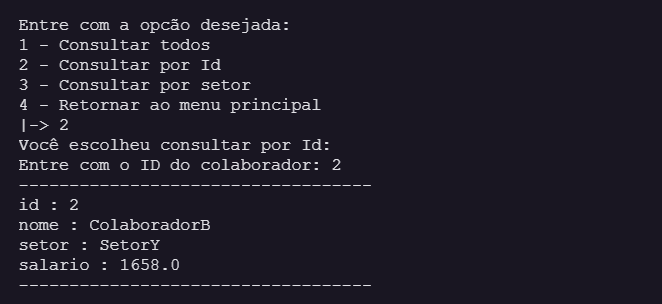 Entre com a opcão desejada:
1 - Consultar todos
2 - Consultar por Id
3 - Consultar por setor
4 - Retornar ao menu principal
|-> 2
Você escolheu consultar por Id:
Entre com o ID do colaborador: 2
-----------------------------------
id : 2
nome : ColaboradorB
setor : SetorY
salario : 1658.0
-----------------------------------